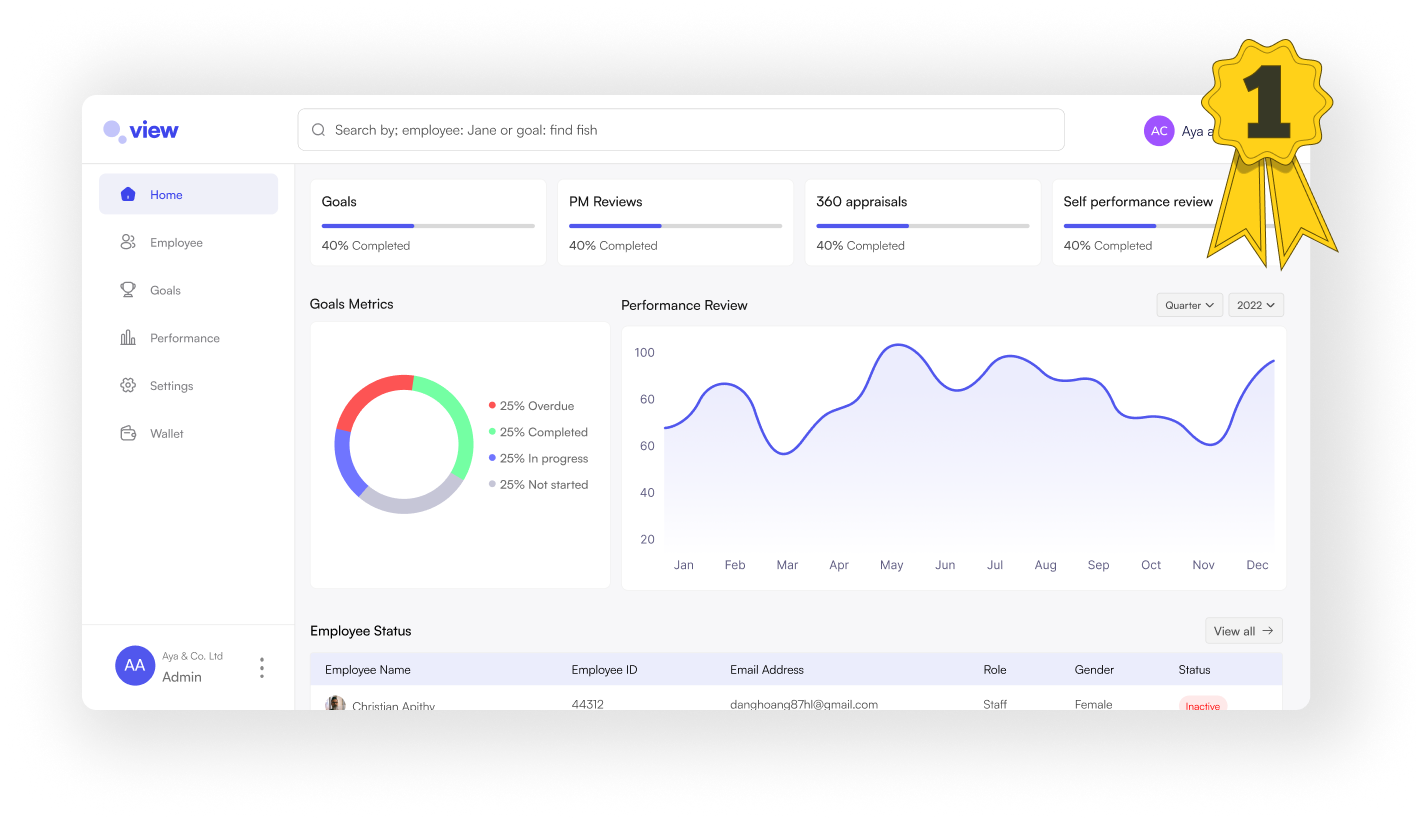 view
Search by; employee: Jane or goal: find fish
AC
Aya a
1
Home
Employee
Goals
Performance
Settings
Wallet
AA
Aya & Co. Ltd
Admin
Goals
40% Completed
PM Reviews
40% Completed
360 appraisals
40% Completed
Self performance review
40% Completed
Goals Metrics
25% Overdue
25% Completed
25% In progress
25% Not started
Performance Review
Quarter
2022
100
60
60
40
20
Jan Feb Mar Apr May Jun Jul Aug Sep Oct Nov Dec
Employee Status
View all
Employee Name Employee ID Email Address Role Gender Status
Christian Apithy 44312 danghoang87hl@gmail.com Staff Female Inactive